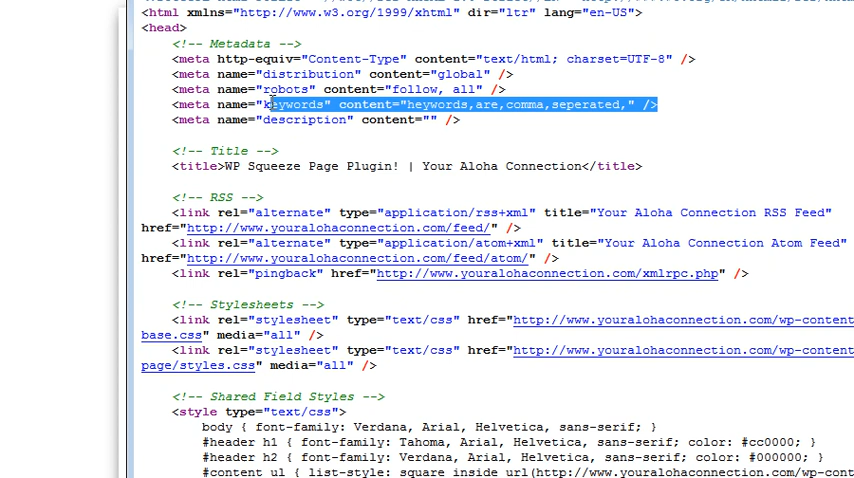 <html xmlns="http://www.w3.org/1999/xhtml" dir="ltr" lang="en-US">
<head>
<!-- Metadata -->
<meta http-equiv="Content-Type" content="text/html; charset=UTF-8" />
<meta name="distribution" content="global" />
<meta name="robots" content="follow, all" />
<meta name="keywords" content="heywords,are,comma,seperated," />
<meta name="description" content="" />
<!-- Title -->
<title>WP Squeeze Page Plugin! | Your Aloha Connection</title>
<!-- RSS -->
<link rel="alternate" type="application/rss+xml" title="Your Aloha Connection RSS Feed"
href="http://www.youralohaconnection.com/feed/" />
<link rel="alternate" type="application/atom+xml" title="Your Aloha Connection Atom Feed"
href="http://www.youralohaconnection.com/feed/atom/" />
<link rel="pingback" href="http://www.youralohaconnection.com/xmlrpc.php" />
<!-- Stylesheets -->
<link rel="stylesheet" type="text/css" href="http://www.youralohaconnection.com/wp-content
base.css" media="all" />
<link rel="stylesheet" type="text/css" href="http://www.youralohaconnection.com/wp-content
page/styles.css" media="all" />
<!-- Shared Field Styles -->
<style type="text/css">
body { font-family: Verdana, Arial, Helvetica, sans-serif; }
#header h1 { font-family: Tahoma, Arial, Helvetica, sans-serif; color: #cc0000; }
#header h2 { font-family: Verdana, Arial, Helvetica, sans-serif; color: #000000; }
#content ul { list-style: square inside url(http://www.youralohaconnection.com/wp-cont